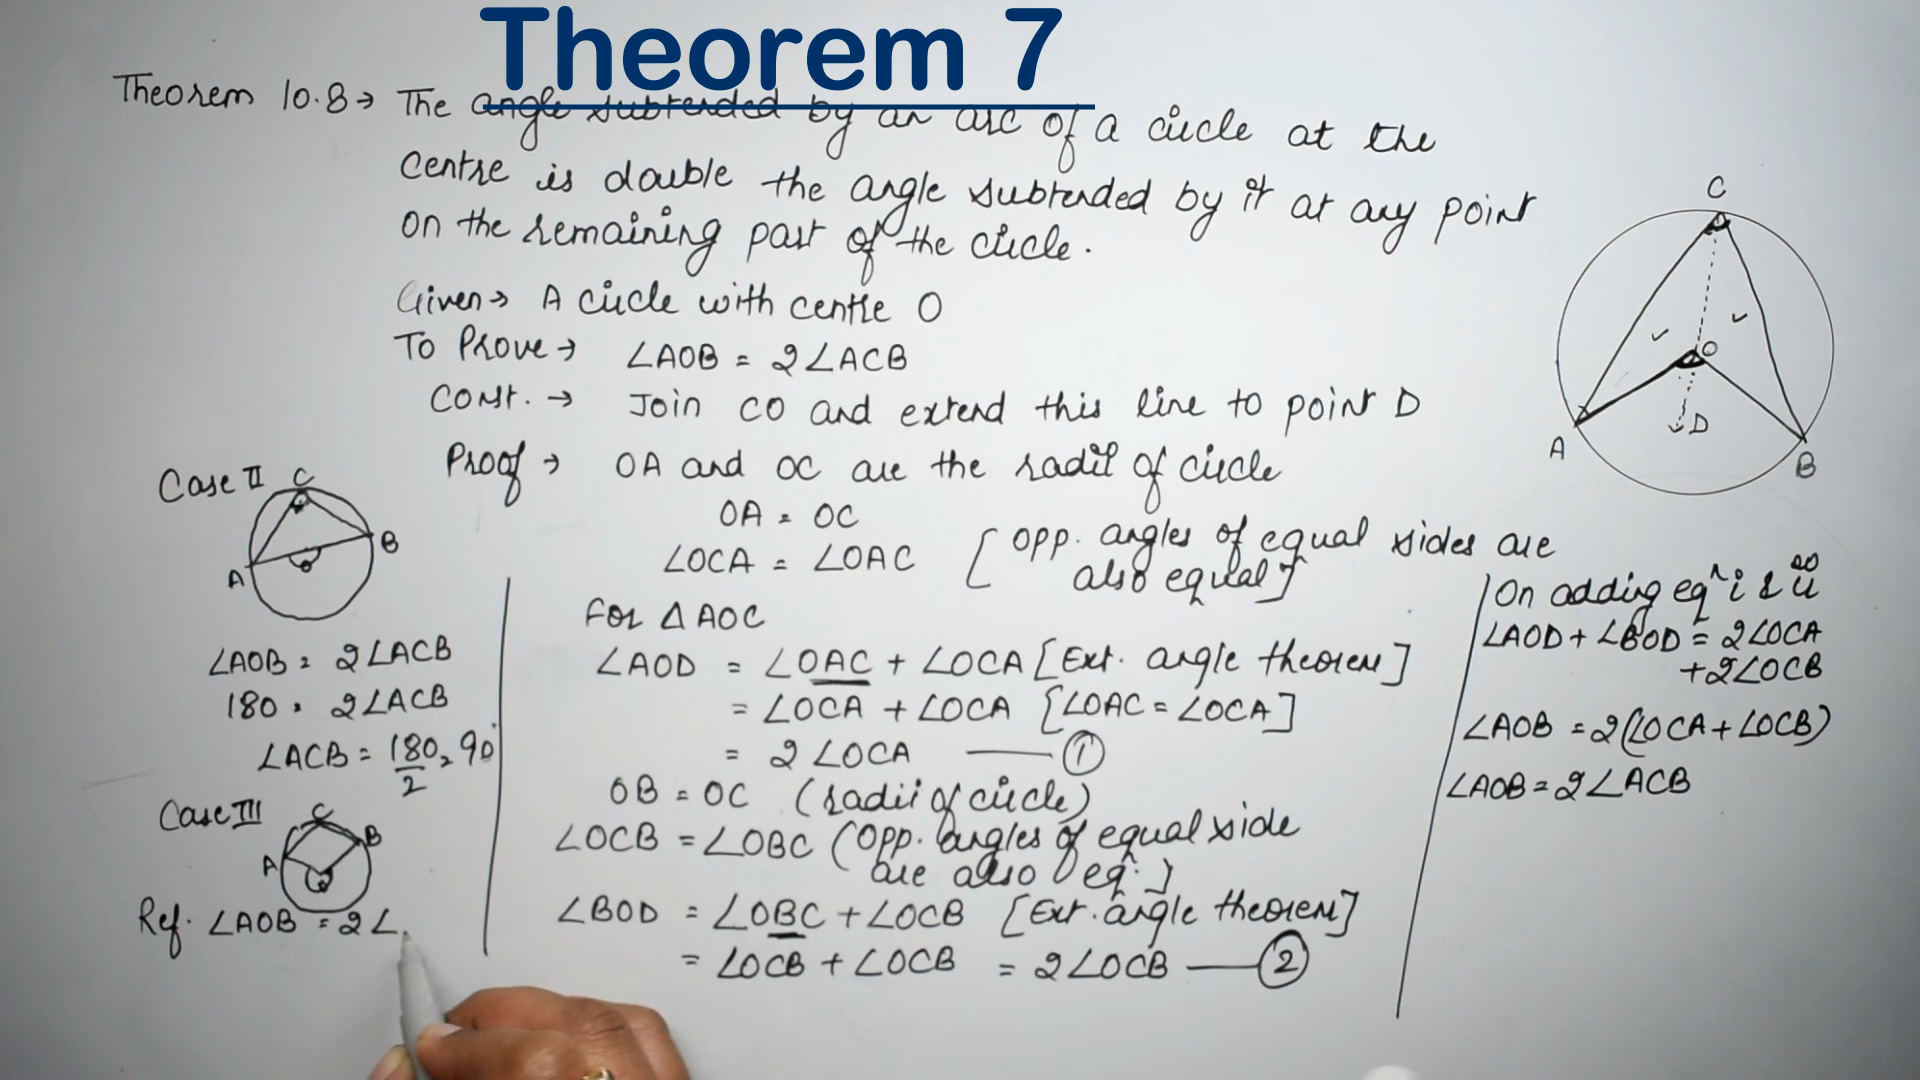 Theorem 7
Theorem 10.8→ The angle subtended by an arc of a circle at the
centre is double the angle subtended by it at any point
on the remaining part of the circle.
Given→ A circle with centre O
To Prove→ ∠AOB = 2∠ACB
Const. → Join CO and extend this line to point D
Proof → OA and OC are the radii of circle
OA = OC
∠OCA = ∠OAC [Opp. angles of equal sides are
also equal]
For ΔAOC
∠AOD = ∠OAC + ∠OCA [Ext. angle theorem]
= ∠OCA + ∠OCA [∠OAC = ∠OCA]
= 2∠OCA — ①
OB = OC (radii of circle)
∠OCB = ∠OBC (Opp. angles of equal side
are also eq.)
∠BOD = ∠OBC + ∠OCB [Ext. angle theorem]
= ∠OCB + ∠OCB = 2∠OCB — ②
C
O
D
A
B
Case II
C
B
A
O
∠AOB = 2∠ACB
180 = 2∠ACB
∠ACB = 180/2 = 90°
Case III
C
B
A
O
Ref. ∠AOB = 2∠
On adding eqⁿ i & ii
∠AOD + ∠BOD = 2∠OCA
+2∠OCB
∠AOB = 2(∠OCA + ∠OCB)
∠AOB = 2∠ACB